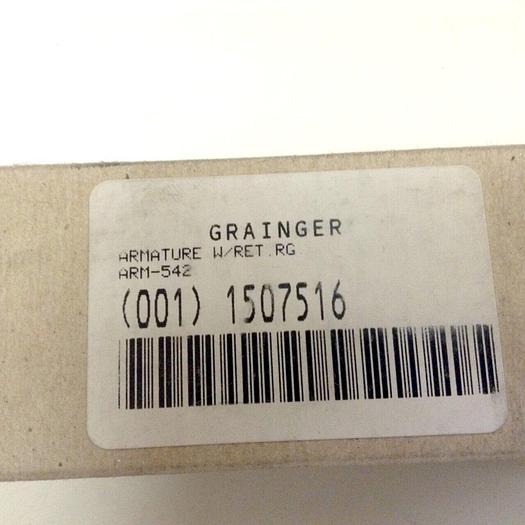 GRAINGER
ARMATURE W/RET.RG
ARM-542
(001) 1507516